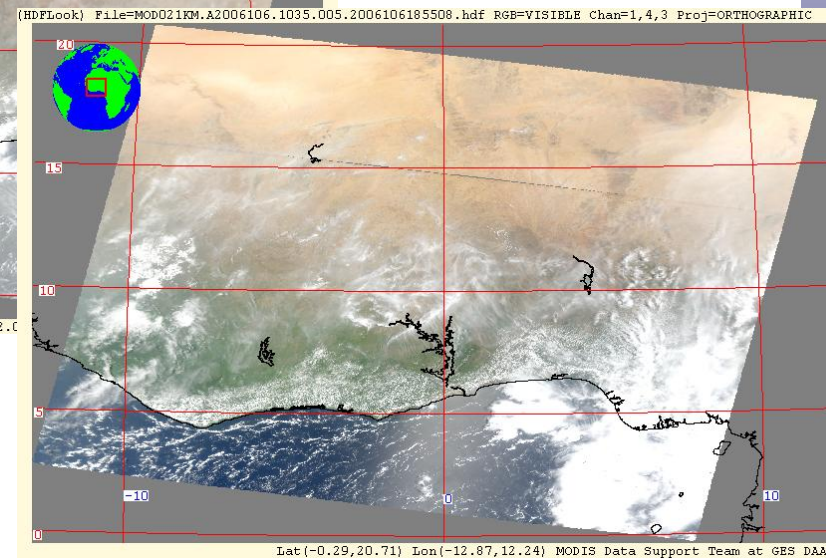 (HDFLook) File=MOD021KM.A2006106.1035.005.2006106185508.hdf RGB=VISIBLE Chan=1,4,3 Proj=ORTHOGRAPHIC
20
15
10
2.0
5
-10 0 10
0
Lat(-0.29,20.71) Lon(-12.87,12.24) MODIS Data Support Team at GES DAA